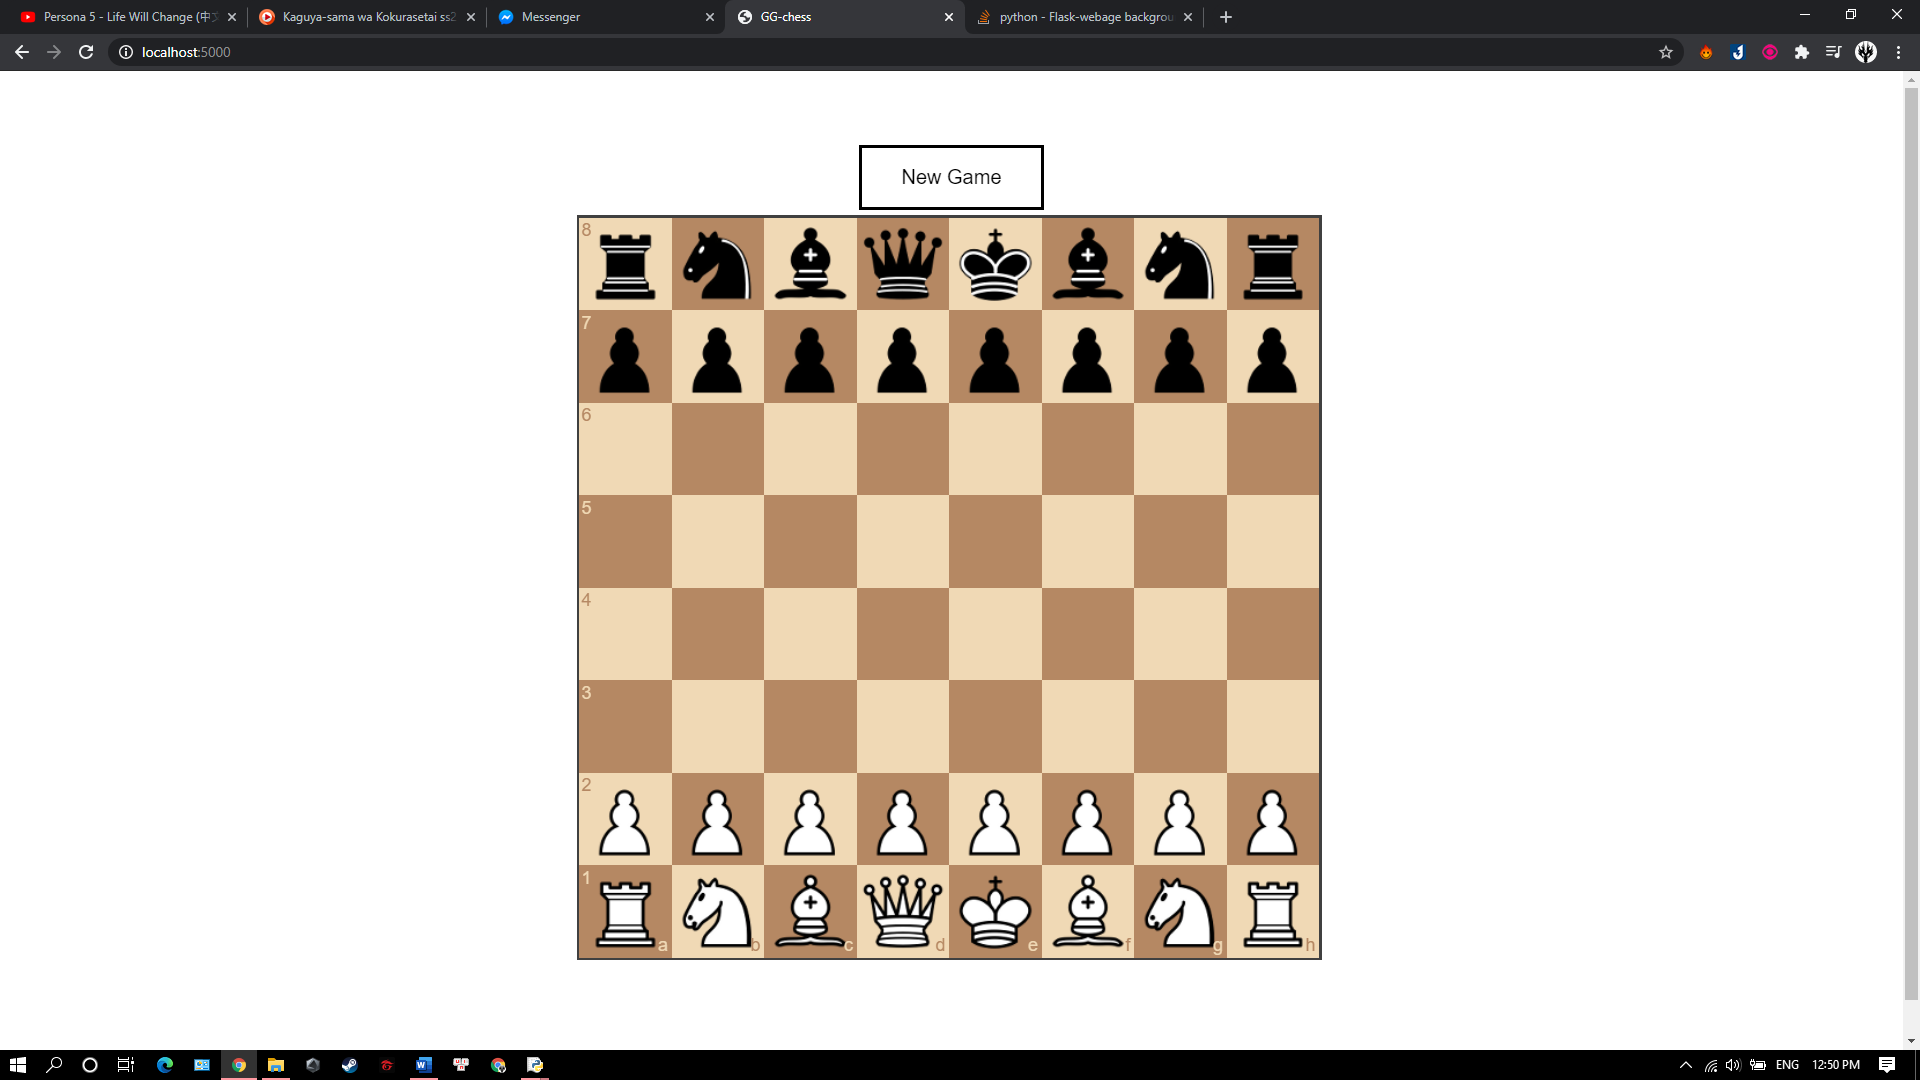 Persona 5 - Life Will Change (中文
Kaguya-sama wa Kokurasetai ss2
Messenger
GG-chess
python - Flask-webage backgrou
localhost:5000
New Game
8
7
6
5
4
3
2
1
a b c d e f g h
ENG 12:50 PM